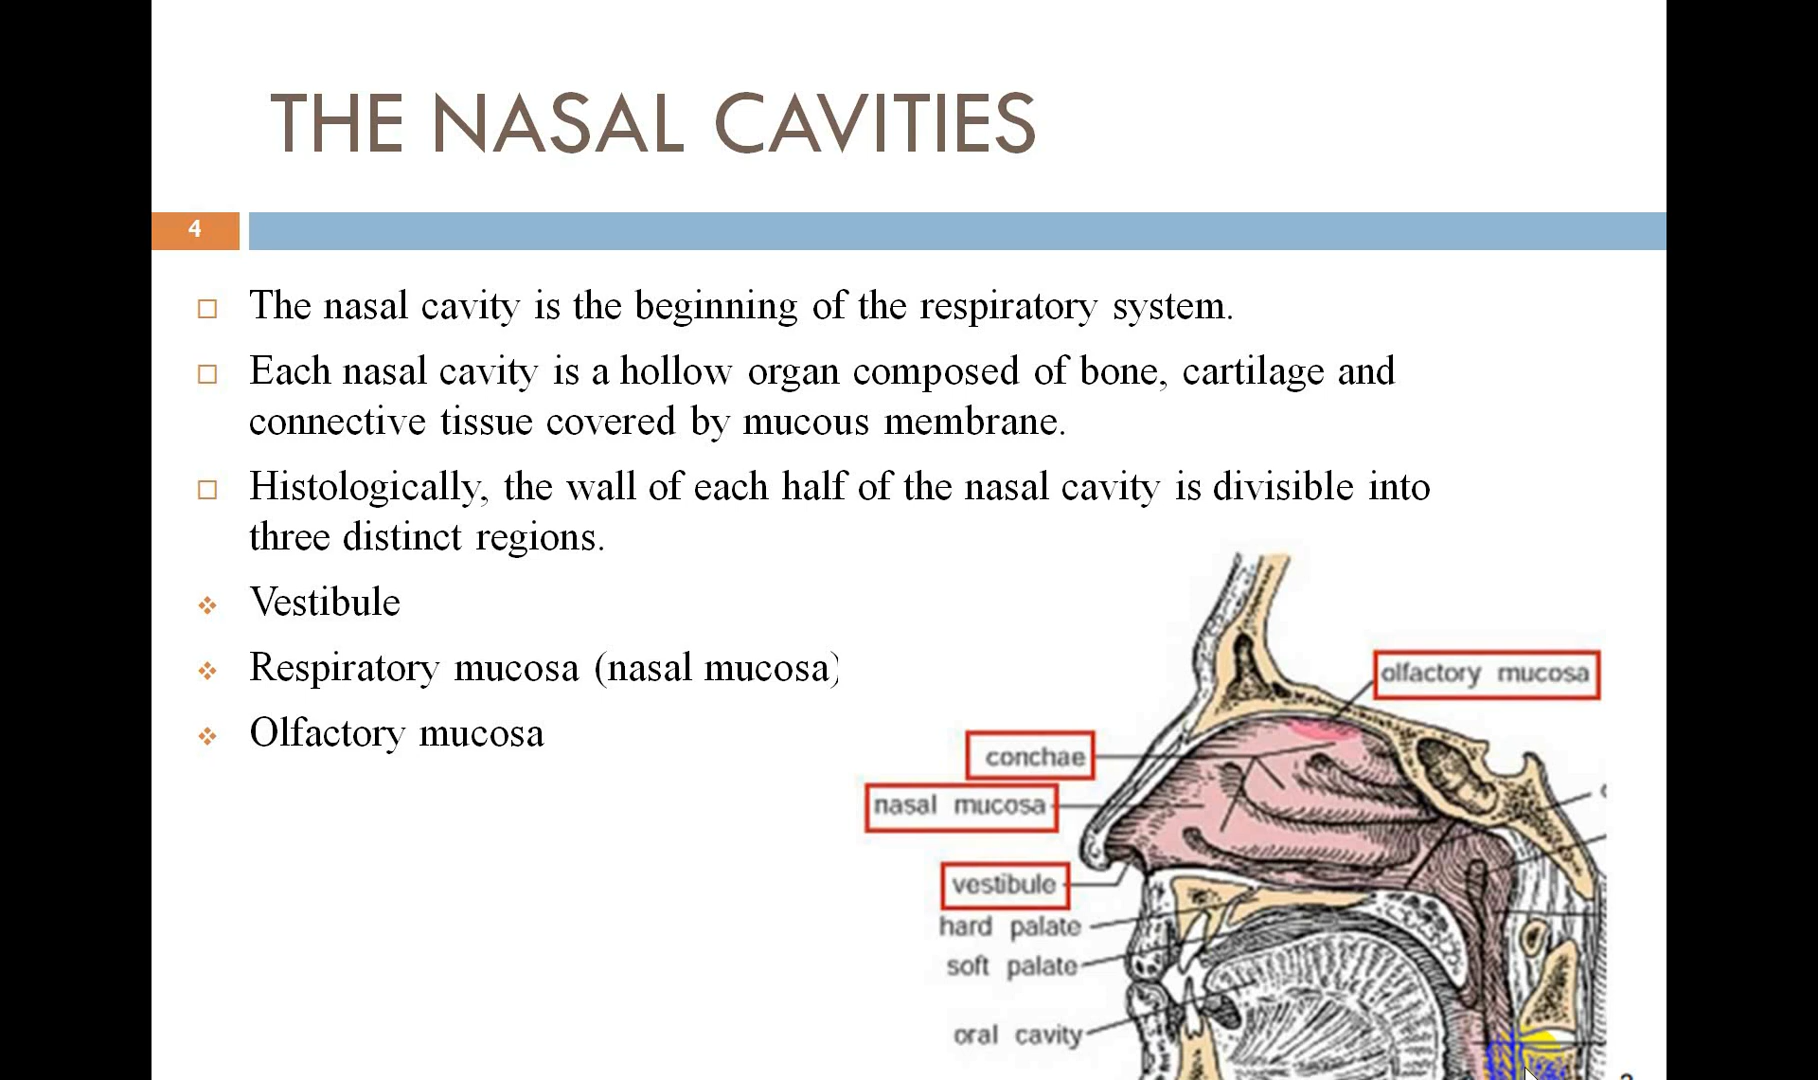 THE NASAL CAVITIES
4
The nasal cavity is the beginning of the respiratory system.
Each nasal cavity is a hollow organ composed of bone, cartilage and
connective tissue covered by mucous membrane.
Histologically, the wall of each half of the nasal cavity is divisible into
three distinct regions.
Vestibule
Respiratory mucosa (nasal mucosa)
Olfactory mucosa
olfactory mucosa
conchae
nasal mucosa
vestibule
hard palate
soft palate
oral cavity